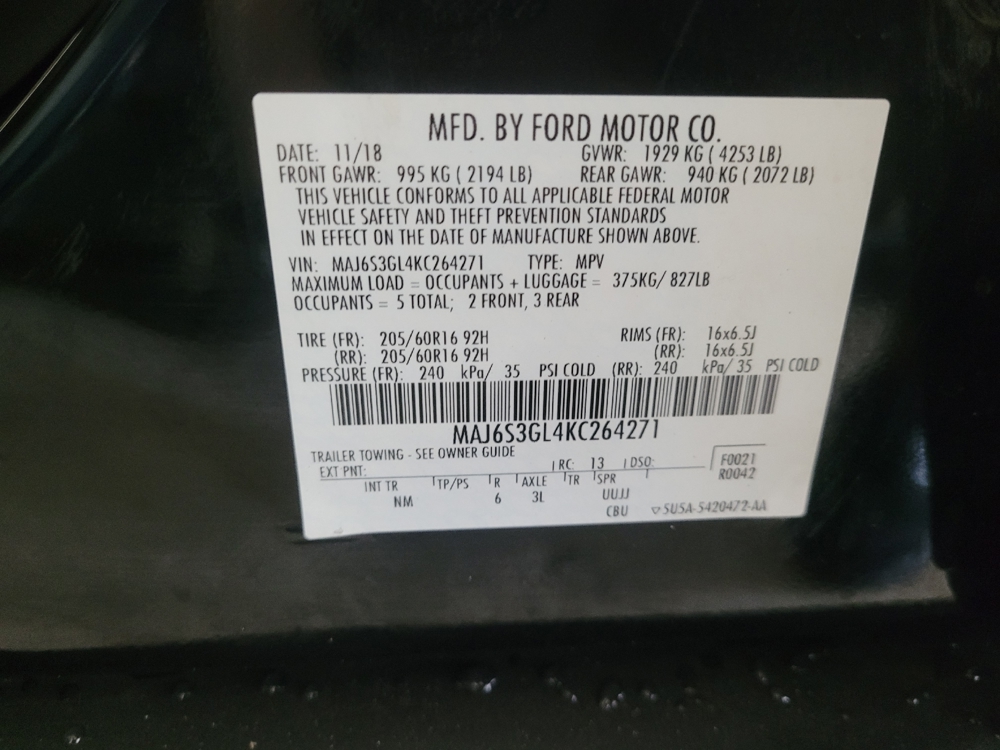 MFD. BY FORD MOTOR CO.
DATE: 11/18 GVWR: 1929 KG ( 4253 LB)
FRONT GAWR: 995 KG ( 2194 LB) REAR GAWR: 940 KG ( 2072 LB)
THIS VEHICLE CONFORMS TO ALL APPLICABLE FEDERAL MOTOR
VEHICLE SAFETY AND THEFT PREVENTION STANDARDS
IN EFFECT ON THE DATE OF MANUFACTURE SHOWN ABOVE.
VIN: MAJ6S3GL4KC264271 TYPE: MPV
MAXIMUM LOAD = OCCUPANTS + LUGGAGE = 375KG/ 827LB
OCCUPANTS = 5 TOTAL; 2 FRONT, 3 REAR
TIRE (FR): 205/60R16 92H RIMS (FR): 16x6.5J
(RR): 205/60R16 92H (RR): 16x6.5J
PRESSURE (FR): 240 kPa/ 35 PSI COLD (RR): 240 kPa/ 35 PSI COLD
MAJ6S3GL4KC264271
TRAILER TOWING - SEE OWNER GUIDE
EXT PNT: RC: 13 DSO: F0021
R0042
INT TR TP/PS R AXLE TR SPR
NM 6 3L UUJJ
CBU 5U5A-5420472-AA